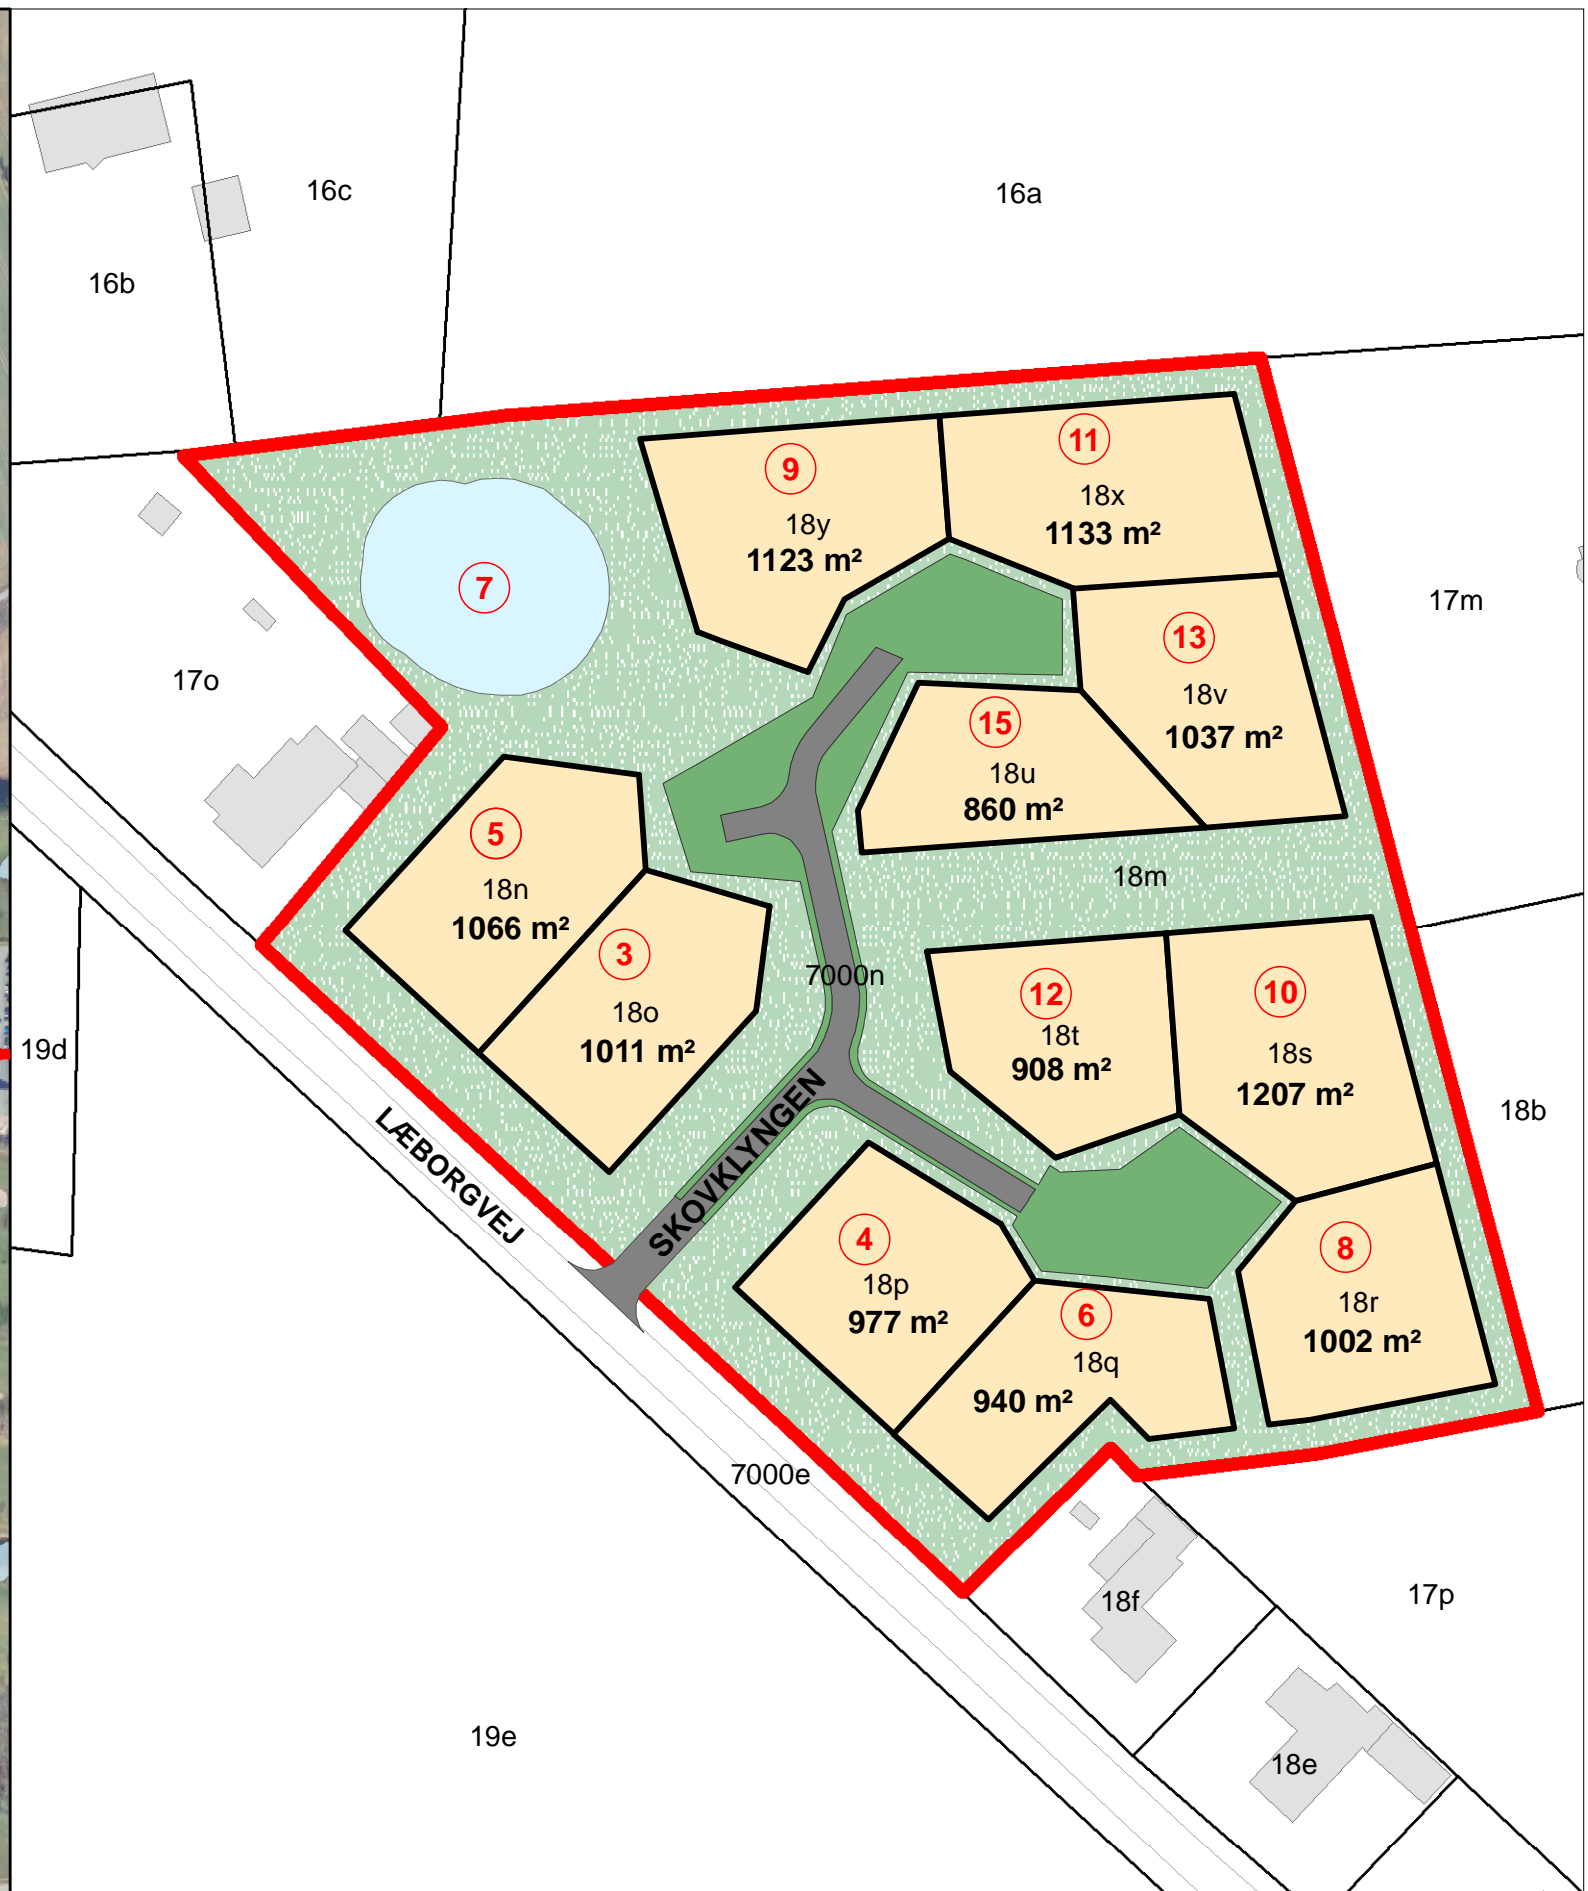 16c
16a
16b
11
9
18x
1133 m²
18y
1123 m²
7
17m
13
17o
18v
1037 m²
15
18u
860 m²
5
18n
1066 m²
18m
3
7000n
12
10
18o
1011 m²
18t
908 m²
18s
1207 m²
19d
18b
LÆBORGVEJ
SKOVKLYNGEN
4
18p
977 m²
8
18r
1002 m²
6
18q
940 m²
7000e
18f
17p
19e
18e